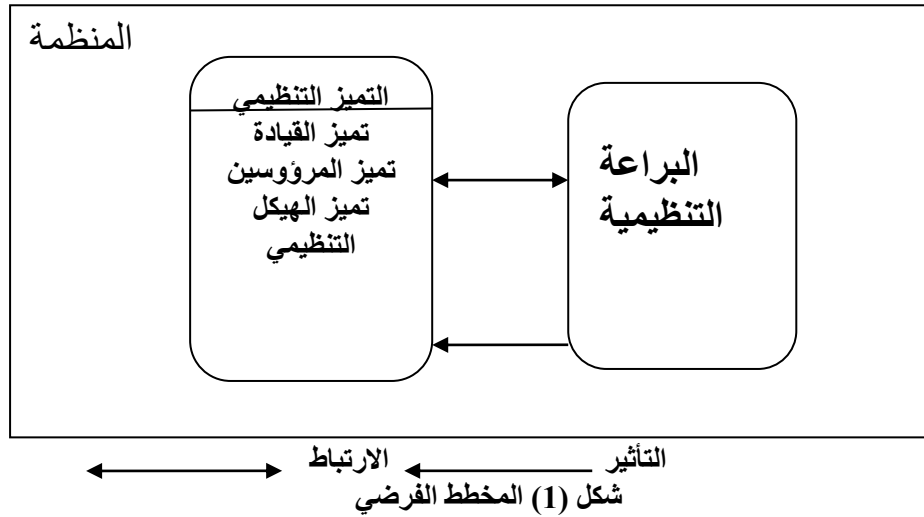 المنظمة
البراعة
التنظيمية
التميز التنظيمي
تميز القيادة
تميز المرؤوسين
تميز الهيكل
التنظيمي
التأثير
الارتباط
شكل (1) المخطط الفرضي